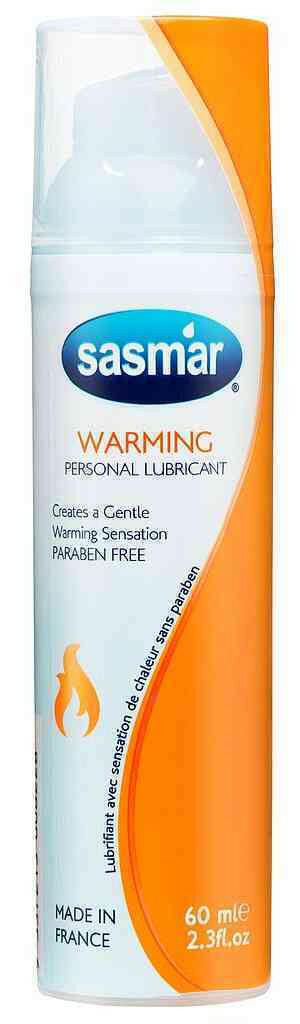 sasmar®
WARMING
PERSONAL LUBRICANT
Creates a Gentle
Warming Sensation
PARABEN FREE
Lubrifiant avec sensation de chaleur sans paraben
MADE IN
FRANCE
60 ml℮
2.3fl.oz